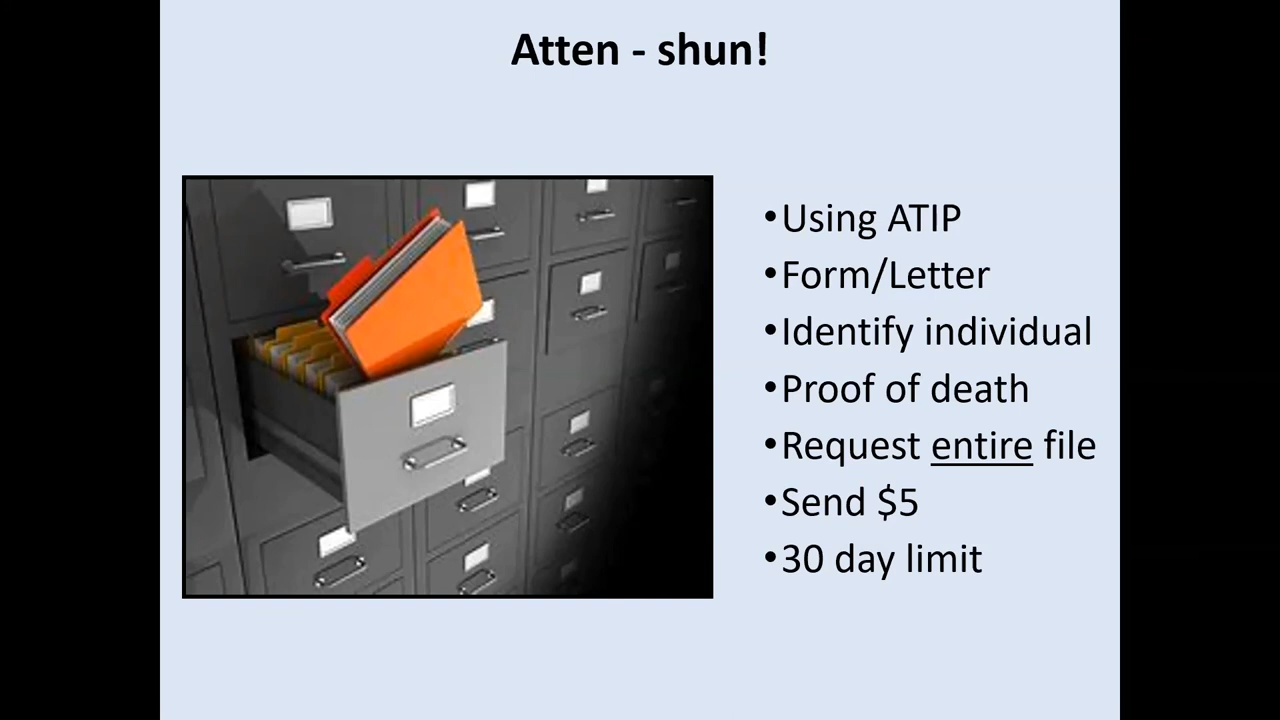 Atten - shun!
•Using ATIP
•Form/Letter
•Identify individual
•Proof of death
•Request entire file
•Send $5
•30 day limit